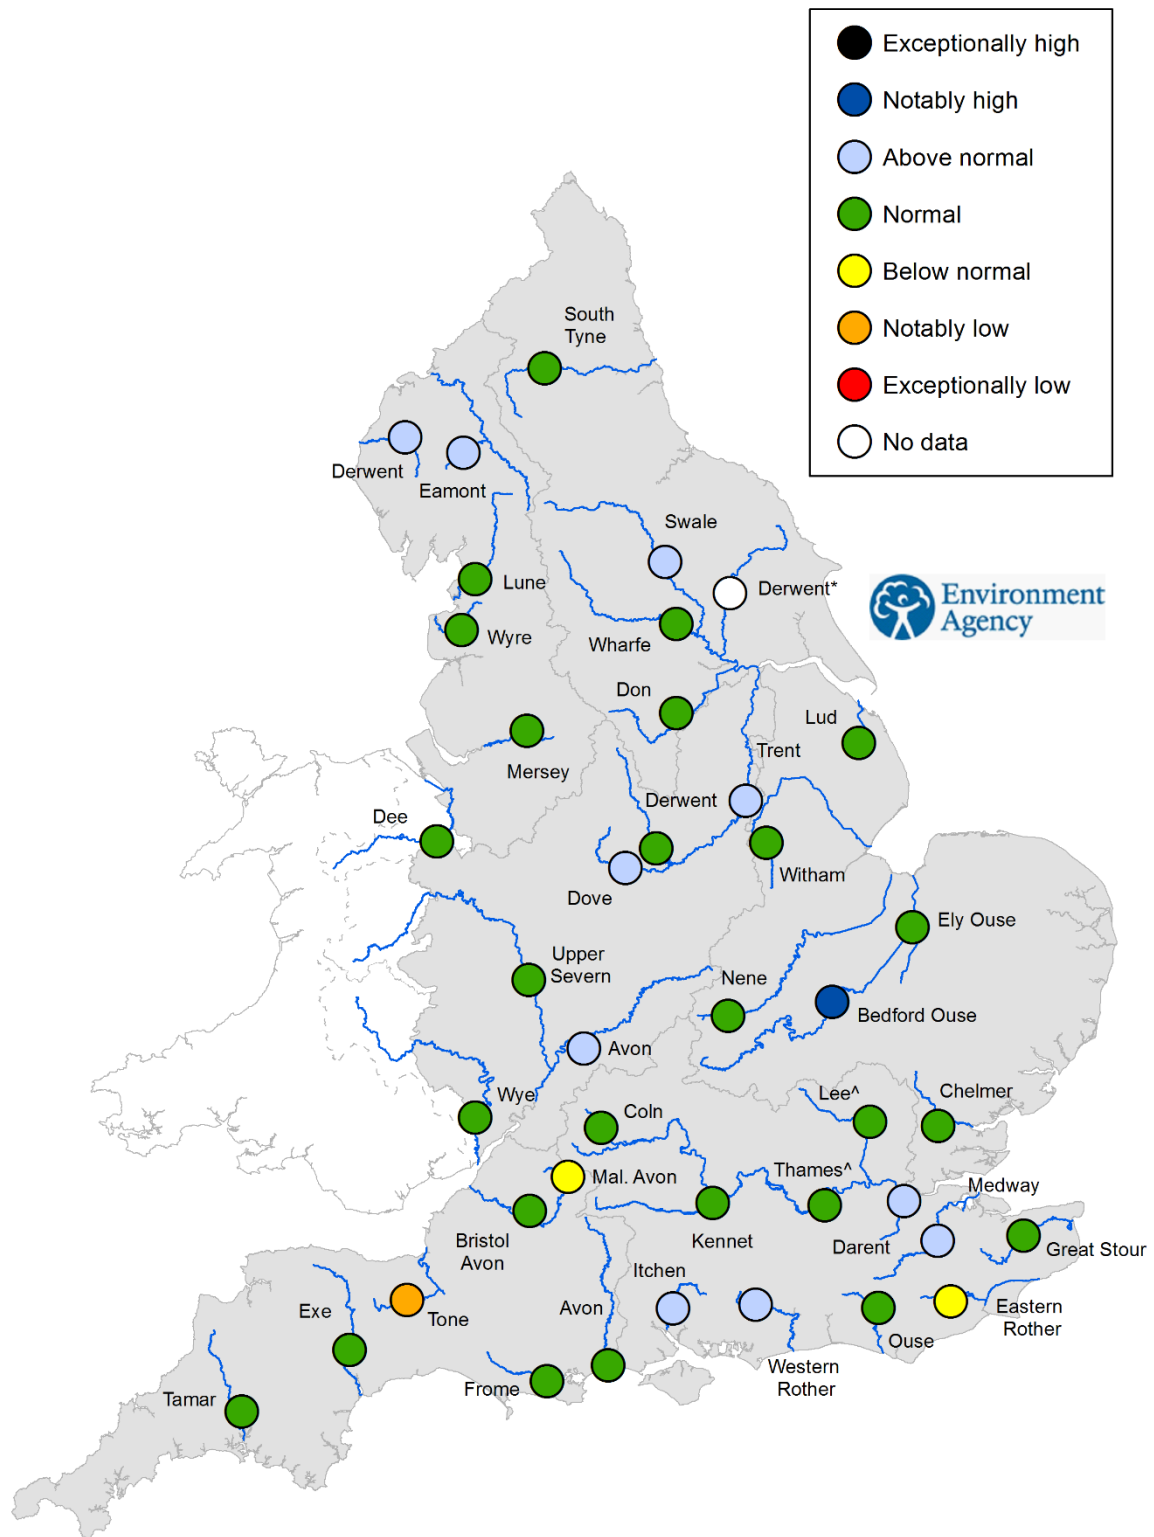 Exceptionally high
Notably high
Above normal
Normal
Below normal
Notably low
Exceptionally low
No data
Environment
Agency
South
Tyne
Derwent
Eamont
Swale
Lune
Derwent*
Wyre
Wharfe
Don
Lud
Mersey
Trent
Derwent
Dee
Witham
Dove
Ely Ouse
Upper
Severn
Nene
Bedford Ouse
Avon
Wye
Coln
Lee^
Chelmer
Mal. Avon
Thames^
Medway
Bristol
Avon
Kennet
Darent
Great Stour
Itchen
Exe
Tone
Avon
Eastern
Rother
Ouse
Western
Rother
Frome
Tamar